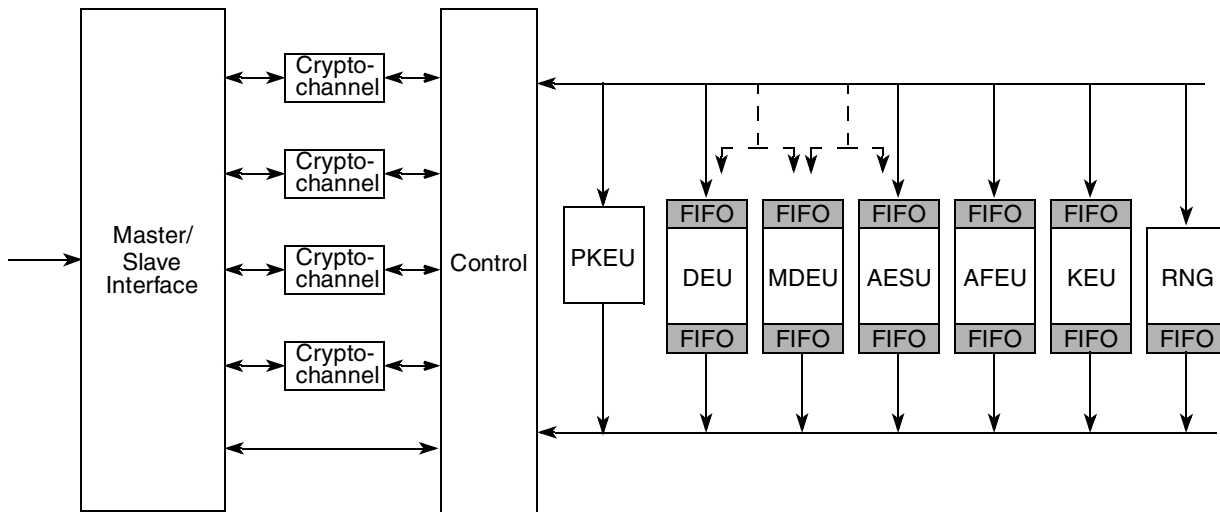 Crypto-
channel
Crypto-
channel
Crypto-
channel
Crypto-
channel
Master/
Slave
Interface
Control
PKEU
FIFO
DEU
FIFO
FIFO
MDEU
FIFO
FIFO
AESU
FIFO
FIFO
AFEU
FIFO
FIFO
KEU
FIFO
RNG
FIFO